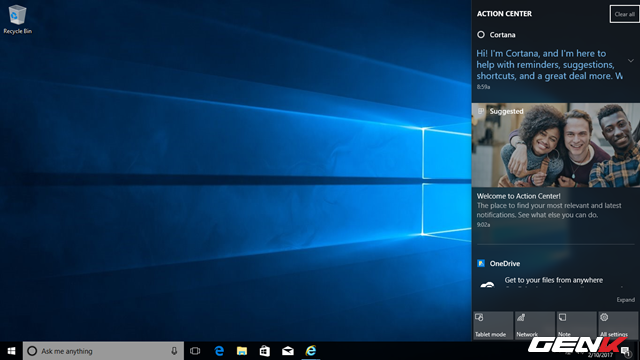 Recycle Bin
ACTION CENTER
Clear all
Cortana
Hi! I'm Cortana, and I'm here to
help with reminders, suggestions,
shortcuts, and a great deal more. W
8:59a
Suggested
Welcome to Action Center!
The place to find your most relevant and latest
notifications. See what else you can do.
9:02a
OneDrive
Get to your files from anywhere
Expand
Tablet mode
Network
Note
All settings
Ask me anything
GENK
2/10/2017